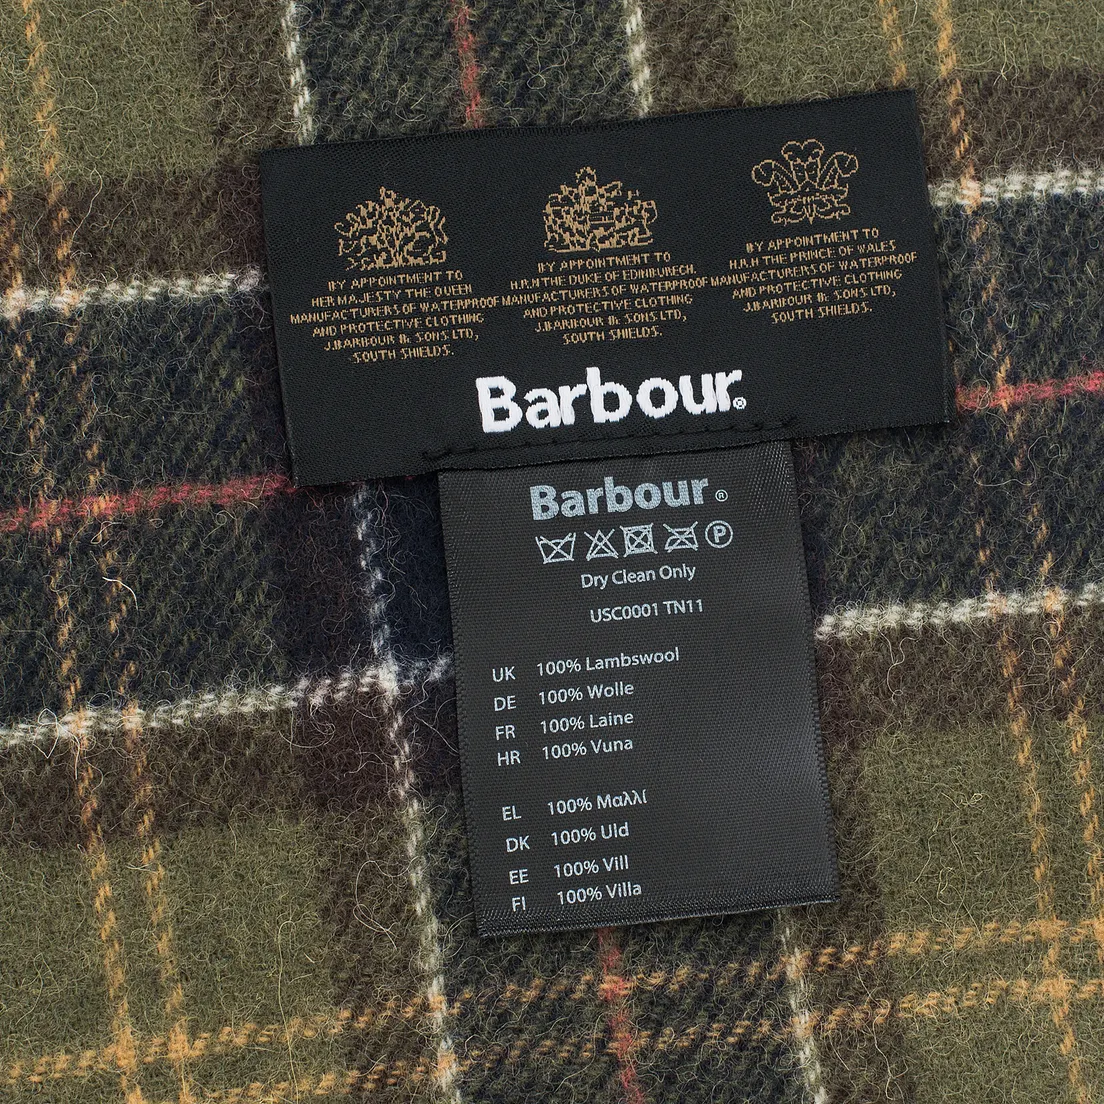 BY APPOINTMENT TO
HER MAJESTY THE QUEEN
MANUFACTURERS OF WATERPROOF
AND PROTECTIVE CLOTHING
J.BARBOUR & SONS LTD,
SOUTH SHIELDS.
BY APPOINTMENT TO
H.R.H THE DUKE OF EDINBURGH.
MANUFACTURERS OF WATERPROOF
AND PROTECTIVE CLOTHING
J.BARBOUR & SONS LTD,
SOUTH SHIELDS.
BY APPOINTMENT TO
H.R.H THE PRINCE OF WALES
MANUFACTURERS OF WATERPROOF
AND PROTECTIVE CLOTHING
J.BARBOUR & SONS LTD,
SOUTH SHIELDS.
Barbour®
Barbour®
P
Dry Clean Only
USC0001 TN11
UK 100% Lambswool
DE 100% Wolle
FR 100% Laine
HR 100% Vuna
EL 100% Μαλλί
DK 100% Uld
EE 100% Vill
FI 100% Villa